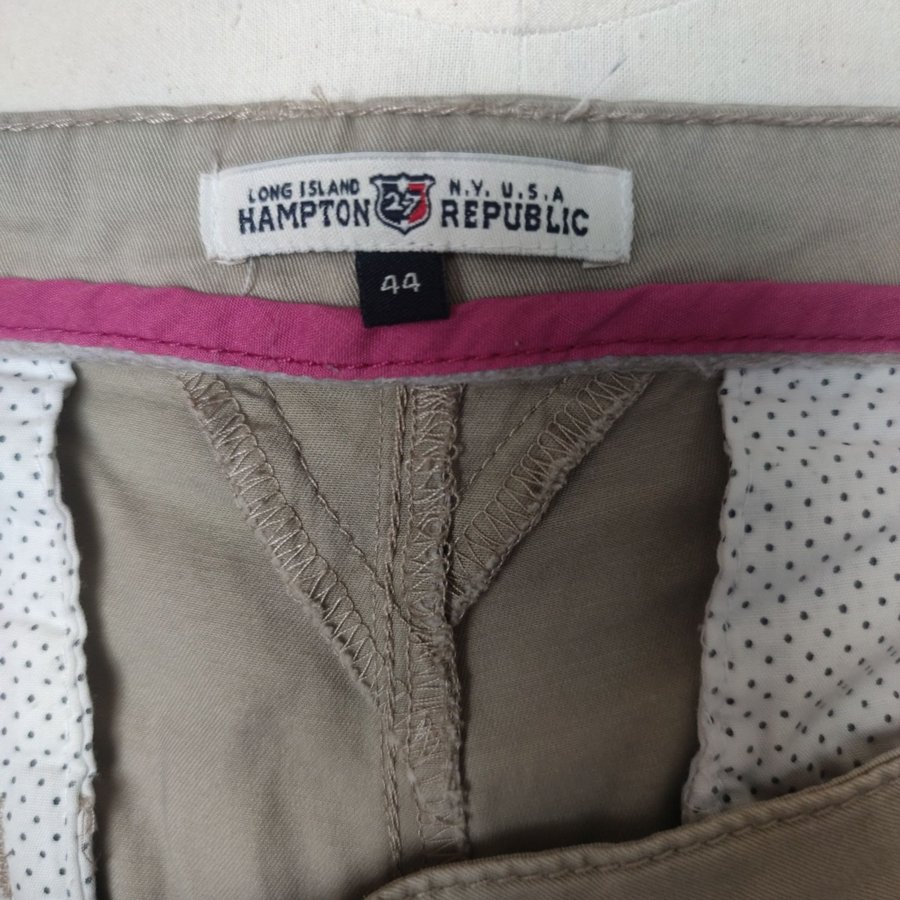 LONG ISLAND 27 N.Y. U.S.A
HAMPTON REPUBLIC
44